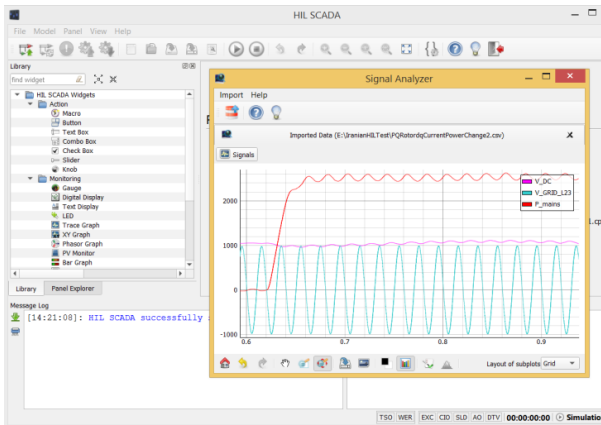 HIL SCADA
File Model Panel View Help
Library
find widget
HIL SCADA Widgets
Action
Macro
Button
Text Box
Combo Box
Check Box
Slider
Knob
Monitoring
Gauge
Digital Display
Text Display
LED
Trace Graph
XY Graph
Phasor Graph
PV Monitor
Bar Graph
Library Panel Explorer
Message Log
[14:21:08]: HIL SCADA successfully
Signal Analyzer
Import Help
Imported Data (E:\IranianHILTest\PQRotordqCurrentPowerChange2.csv)
Signals
V_DC
V_GRID_L23
P_mains
2000
1000
0
-1000
0.6 0.7 0.8 0.9
Layout of subplots Grid
TSO WER EXC CIO SLD AO DTV 00:00:00:00 Simulatio